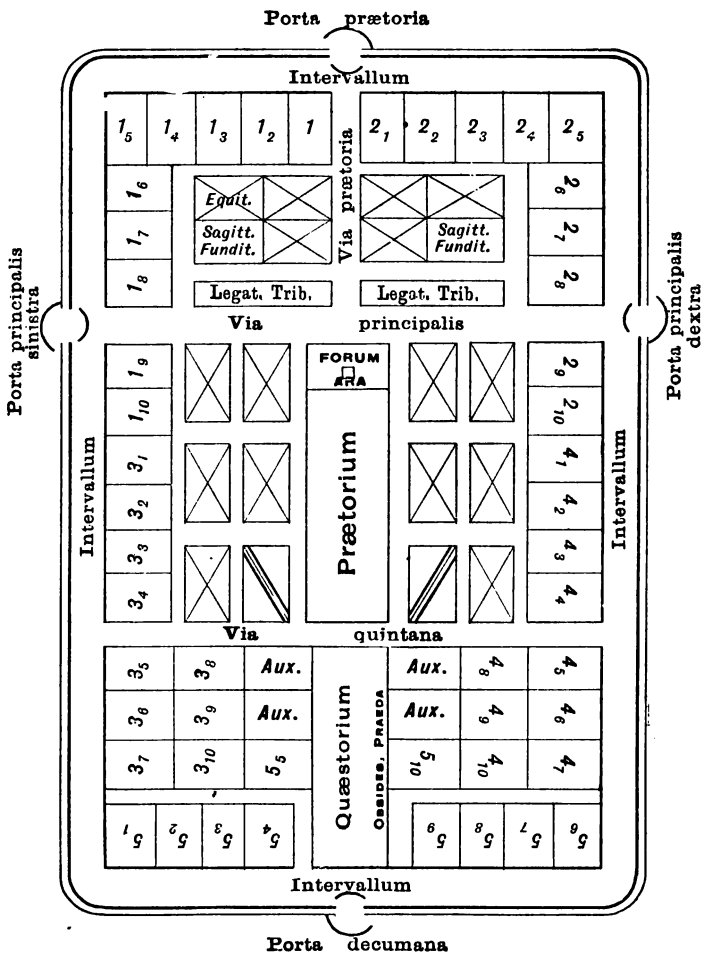 Porta prætoria
Intervallum
1₅ 1₄ 1₃ 1₂ 1 2₁ 2₂ 2₃ 2₄ 2₅
Via prætoria
1₆ 2₆
Equit.
1₇ 2₇
Sagitt.
Fundit.
Sagitt.
Fundit.
1₈ 2₈
Legat. Trib. Legat. Trib.
Porta principalis
sinistra
Via principalis
Porta principalis
dextra
1₉ 2₉
FORUM
ARA
1₁₀ 2₁₀
Intervallum
3₁ 4₁
Prætorium
Intervallum
3₂ 4₂
3₃ 4₃
3₄ 4₄
Via quintana
3₅ 3₈ Aux. Aux. 4₈ 4₅
3₆ 3₉ Aux. Aux. 4₉ 4₆
Quæstorium
OBSIDES, PRAEDA
3₇ 3₁₀ 5₅ 5₁₀ 4₁₀ 4₇
5₁ 5₂ 5₃ 5₄ 5₉ 5₈ 5₇ 5₆
Intervallum
Porta decumana